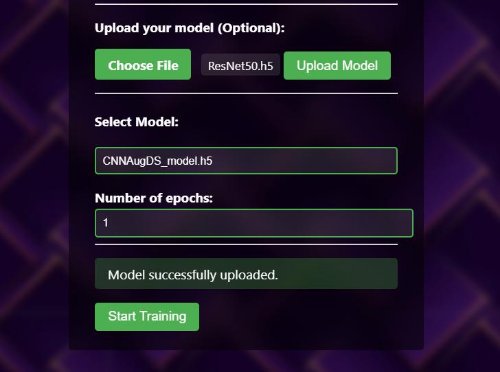 Upload your model (Optional):
Choose File ResNet50.h5 Upload Model
Select Model:
CNNAugDS_model.h5
Number of epochs:
1
Model successfully uploaded.
Start Training